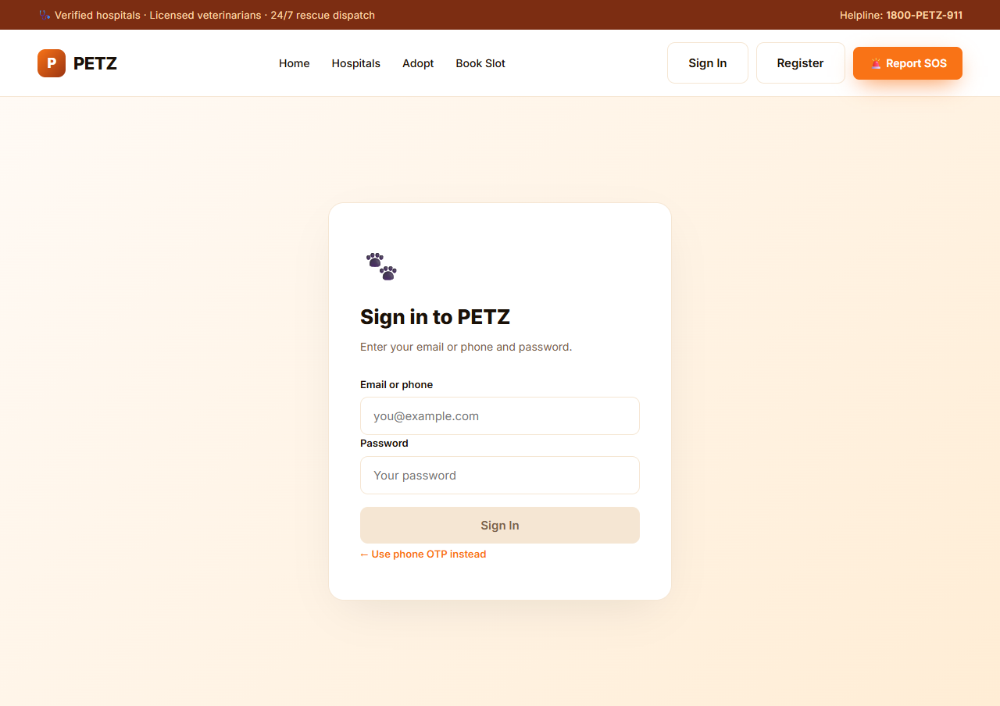 🩺 Verified hospitals · Licensed veterinarians · 24/7 rescue dispatch
Helpline: 1800-PETZ-911
P PETZ
Home Hospitals Adopt Book Slot
Sign In Register 🚨 Report SOS
Sign in to PETZ
Enter your email or phone and password.
Email or phone
you@example.com
Password
Your password
Sign In
← Use phone OTP instead